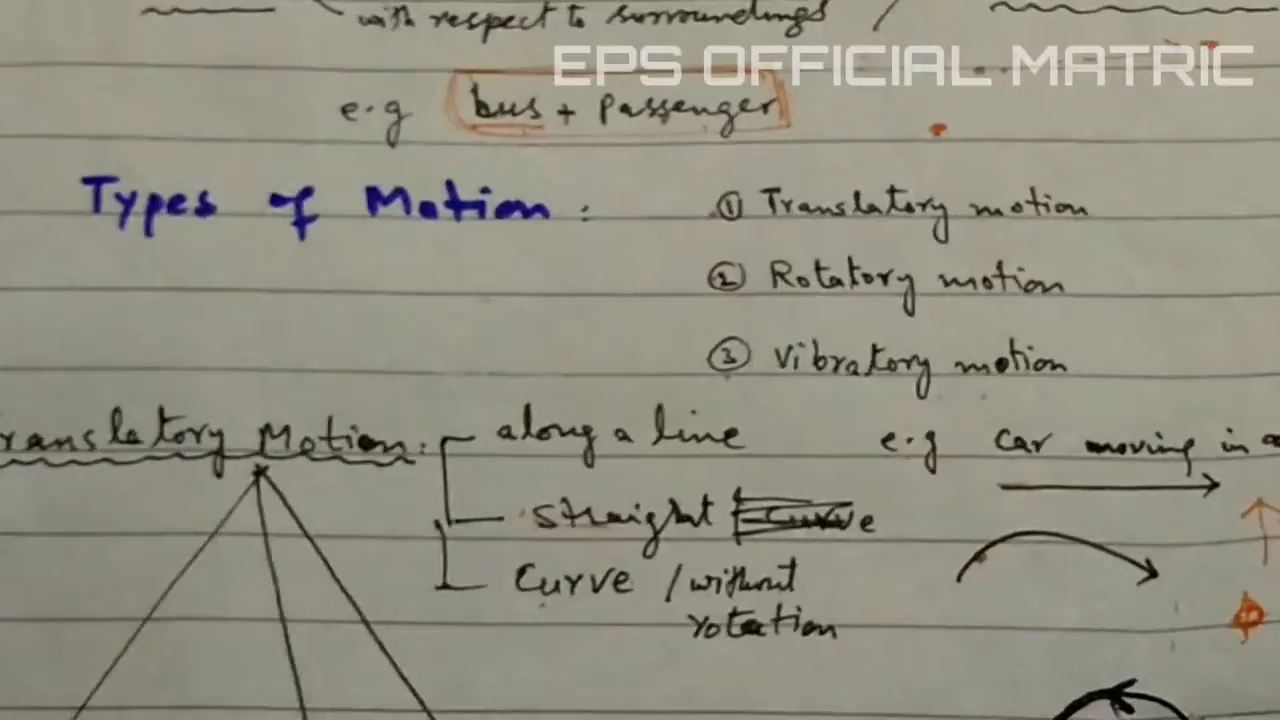 with respect to surroundings
EPS OFFICIAL MATRIC
e.g bus + Passenger
Types of Motion :
① Translatory motion
② Rotatory motion
③ Vibratory motion
ranslatory Motion: along a line e.g Car moving in a
Straight Curve
Curve / without
rotation